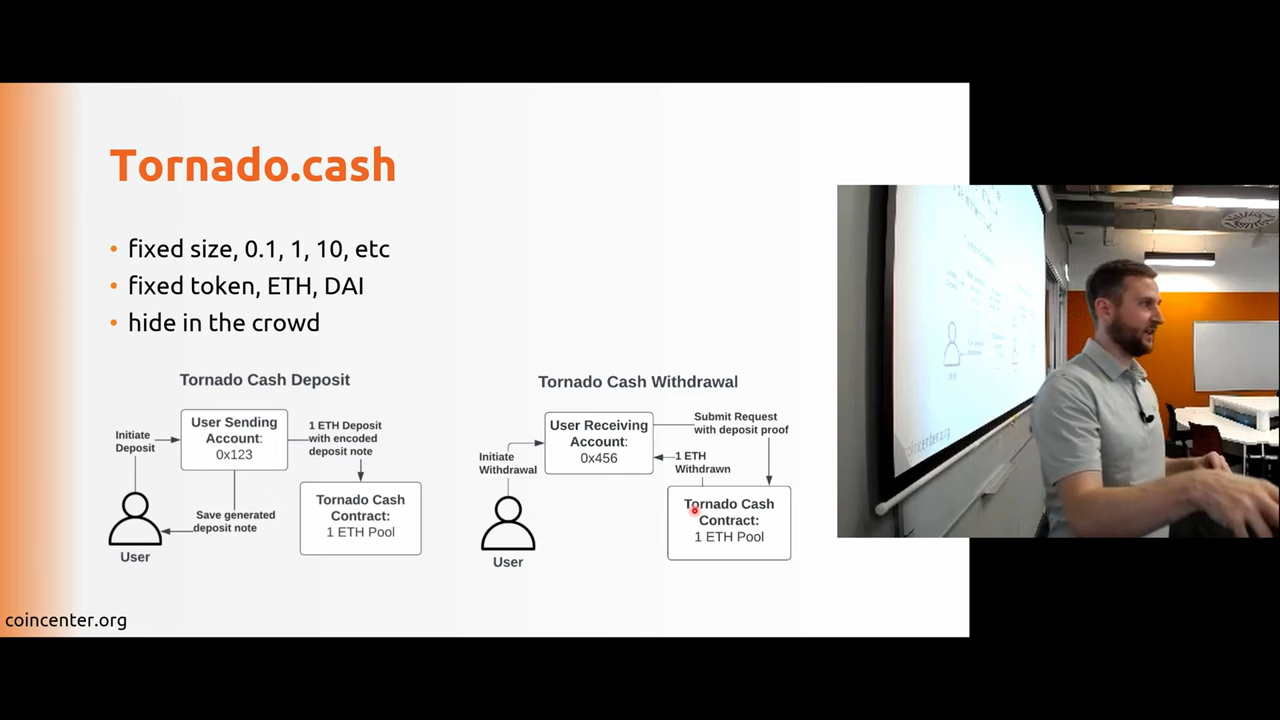 Tornado.cash
• fixed size, 0.1, 1, 10, etc
• fixed token, ETH, DAI
• hide in the crowd
Tornado Cash Deposit
Initiate
Deposit
User Sending
Account:
0x123
1 ETH Deposit
with encoded
deposit note
Save generated
deposit note
User
Tornado Cash
Contract:
1 ETH Pool
Tornado Cash Withdrawal
Initiate
Withdrawal
User Receiving
Account:
0x456
Submit Request
with deposit proof
1 ETH
Withdrawn
User
Tornado Cash
Contract:
1 ETH Pool
coincenter.org
coincenter.org